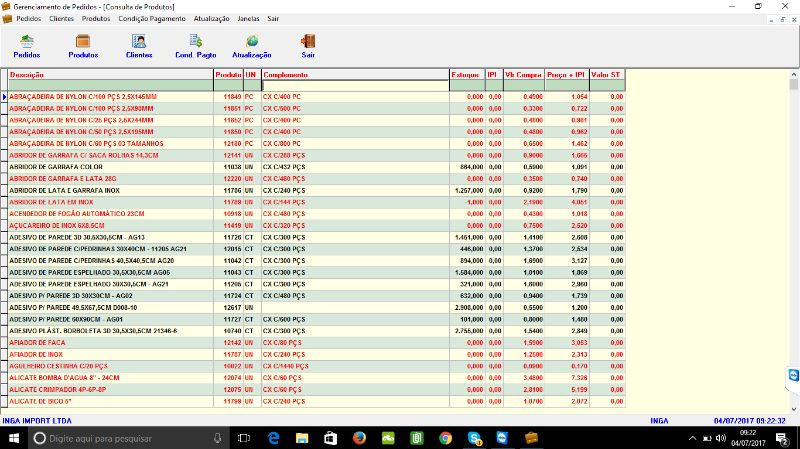 Gerenciamento de Pedidos - [Consulta de Produtos]
Pedidos Clientes Produtos Condição Pagamento Atualização Janelas Sair
Pedidos Produtos Clientes Cond. Pagto Atualização Sair
Descrição Produto UN Complemento Estoque IPI Vlr Compra Preço + IPI Valor ST
ABRAÇADEIRA DE NYLON C/100 PÇS 2,5X145MM 11849 PC CX C/400 PC 0,000 0,00 0,4900 1,054 0,00
ABRAÇADEIRA DE NYLON C/100 PÇS 2,5X98MM 11851 PC CX C/500 PC 0,000 0,00 0,3300 0,722 0,00
ABRAÇADEIRA DE NYLON C/25 PÇS 2,5X244MM 11852 PC CX C/400 PC 0,000 0,00 0,4800 0,981 0,00
ABRAÇADEIRA DE NYLON C/50 PÇS 2,5X195MM 11850 PC CX C/400 PC 0,000 0,00 0,4800 0,962 0,00
ABRAÇADEIRA DE NYLON C/60 PÇS 03 TAMANHOS 12180 PC CX C/800 PC 0,000 0,00 0,6500 1,462 0,00
ABRIDOR DE GARRAFA C/ SACA ROLHAS 14,3CM 12141 UN CX C/288 PÇS 0,000 0,00 0,9000 1,665 0,00
ABRIDOR DE GARRAFA COLOR 11038 UN CX C/432 PÇS 864,000 0,00 0,5900 1,091 0,00
ABRIDOR DE GARRAFA E LATA 28G 12220 UN CX C/480 PÇS 0,000 0,00 0,3500 0,740 0,00
ABRIDOR DE LATA E GARRAFA INOX 11786 UN CX C/240 PÇS 1.257,000 0,00 0,9200 1,790 0,00
ABRIDOR DE LATA EM INOX 11789 UN CX C/144 PÇS -1,000 0,00 2,1900 4,051 0,00
ACENDEDOR DE FOGÃO AUTOMÁTICO 23CM 10918 UN CX C/480 PÇS 0,000 0,00 0,4300 1,018 0,00
AÇUCAREIRO DE INOX 6X8,5CM 11419 UN CX C/320 PÇS 0,000 0,00 0,7500 2,520 0,00
ADESIVO DE PAREDE 3D 30,5X30,5CM - AG13 11726 CT CX C/300 PÇS 1.451,000 0,00 1,4100 2,608 0,00
ADESIVO DE PAREDE C/PEDRINHAS 30X40CM - 11205 AG21 12015 CT CX C/300 PÇS 446,000 0,00 1,3700 2,534 0,00
ADESIVO DE PAREDE C/PEDRINHAS 40,5X40,5CM AG20 11042 CT CX C/300 PÇS 894,000 0,00 1,6900 3,127 0,00
ADESIVO DE PAREDE ESPELHADO 30,5X30,5CM AG05 11043 CT CX C/300 PÇS 1.584,000 0,00 1,0100 1,869 0,00
ADESIVO DE PAREDE ESPELHADO 30X30,5CM - AG21 11205 CT CX C/300 PÇS 321,000 0,00 1,6000 2,960 0,00
ADESIVO P/ PAREDE 3D 30X30CM - AG02 11724 CT CX C/480 PÇS 632,000 0,00 0,9400 1,739 0,00
ADESIVO P/ PAREDE 49,5X67,5CM D008-10 12617 UN 2.908,000 0,00 0,5500 1,200 0,00
ADESIVO P/ PAREDE 60X90CM - AG01 11727 CT CX C/600 PÇS 101,000 0,00 0,8000 1,480 0,00
ADESIVO PLÁST. BORBOLETA 3D 30,5X30,5CM 21346-6 10740 CT CX C/300 PÇS 2.755,000 0,00 1,5400 2,849 0,00
AFIADOR DE FACA 12142 UN CX C/80 PÇS 0,000 0,00 1,5900 3,053 0,00
AFIADOR DE INOX 11787 UN CX C/240 PÇS 0,000 0,00 1,2500 2,313 0,00
AGULHEIRO CESTINHA C/20 PÇS 10022 UN CX C/1440 PÇS 0,000 0,00 0,0900 0,170 0,00
ALICATE BOMBA D'AGUA 8" - 24CM 12074 UN CX C/60 PÇS 0,000 0,00 3,4800 7,326 0,00
ALICATE CRIMPADOR 4P-6P-8P 12075 UN CX C/60 PÇS 0,000 0,00 2,8100 5,199 0,00
ALICATE DE BICO 5" 11799 UN CX C/240 PÇS 0,000 0,00 1,0700 2,072 0,00
INGA IMPORT LTDA INGA 04/07/2017 09:22:32
Digite aqui para pesquisar 09:22
04/07/2017